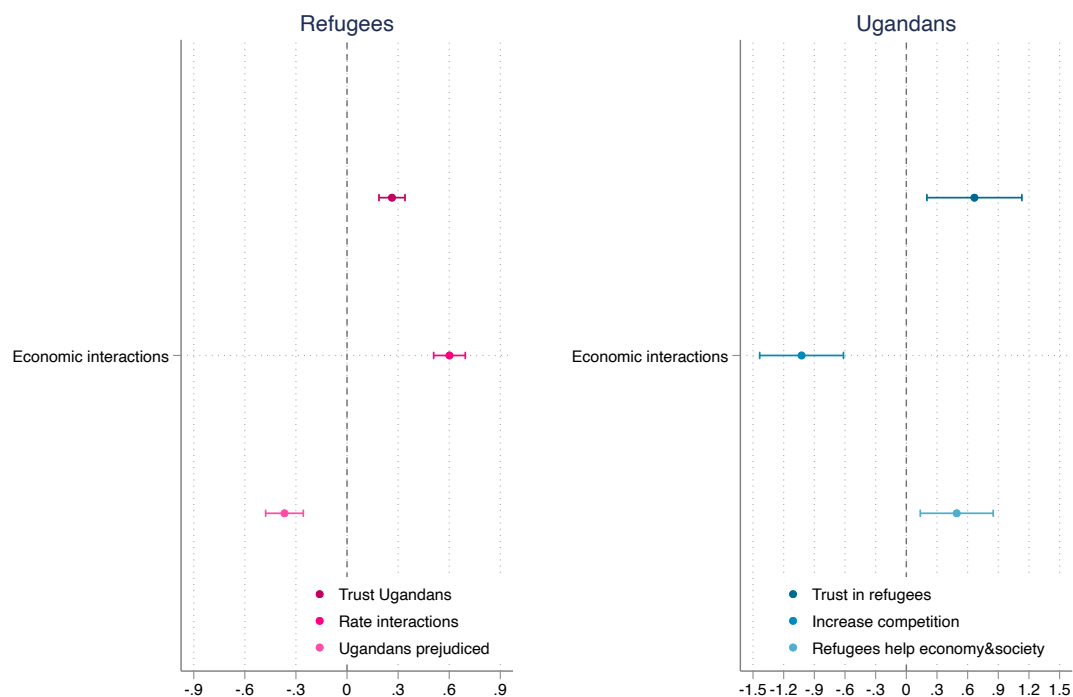 Refugees
Economic interactions
Trust Ugandans
Rate interactions
Ugandans prejudiced
-.9 -.6 -.3 0 .3 .6 .9
Ugandans
Economic interactions
Trust in refugees
Increase competition
Refugees help economy&society
-1.5 -1.2 -.9 -.6 -.3 0 .3 .6 .9 1.2 1.5